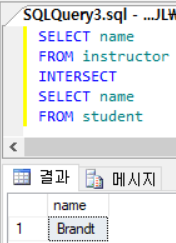 SQLQuery3.sql - ...JL₩
SELECT name
FROM instructor
INTERSECT
SELECT name
FROM student
결과 메시지
name
1 Brandt